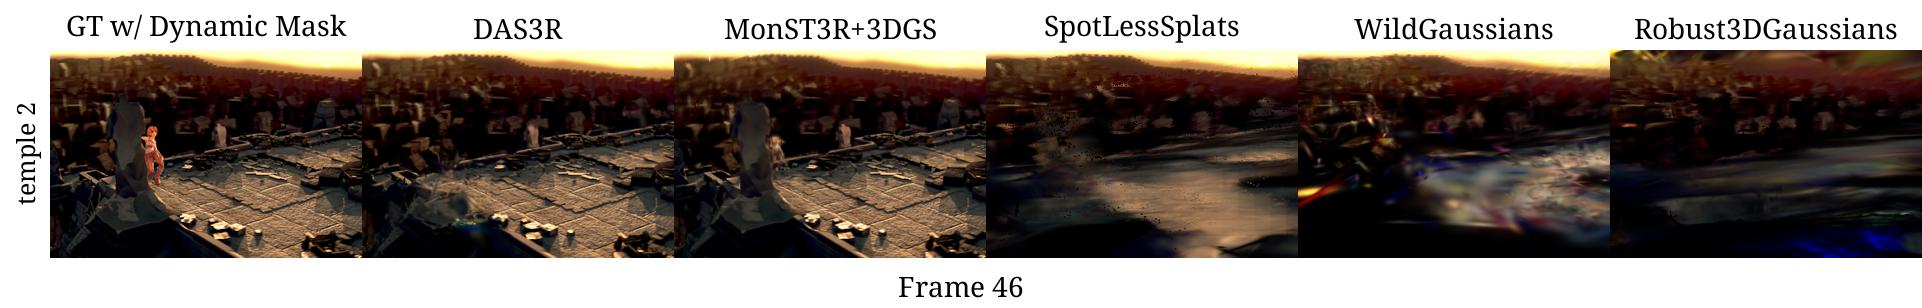 GT w/ Dynamic Mask DAS3R MonST3R+3DGS SpotLessSplats WildGaussians Robust3DGaussians
temple 2
Frame 46